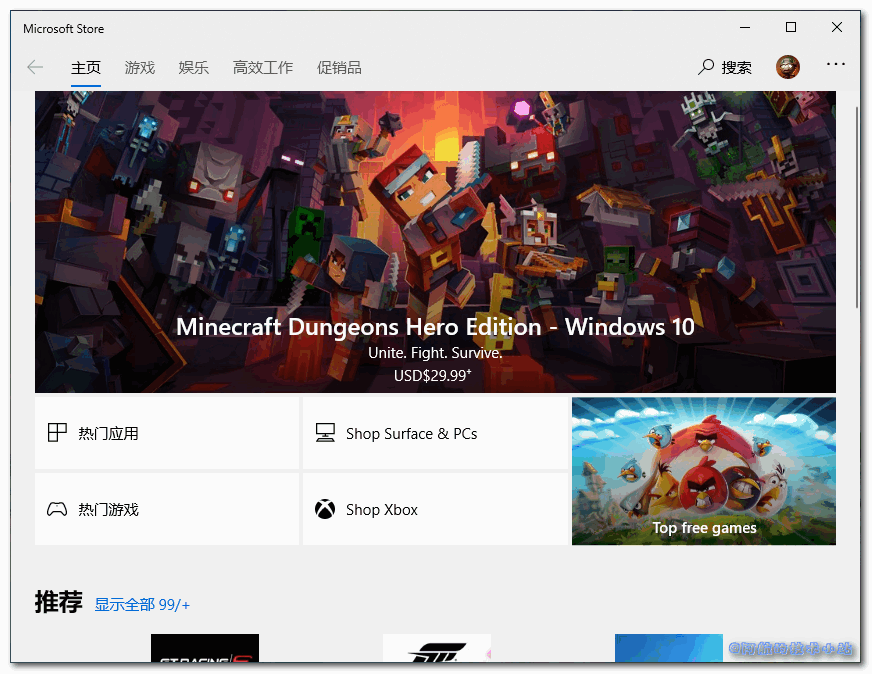 Microsoft Store
主页 游戏 娱乐 高效工作 促销品 搜索
Minecraft Dungeons Hero Edition - Windows 10
Unite. Fight. Survive.
USD$29.99+
热门应用
Shop Surface & PCs
热门游戏
Shop Xbox
Top free games
推荐 显示全部 99/+